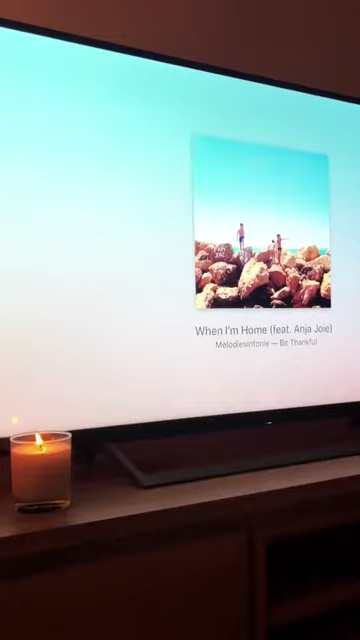 When I'm Home (feat. Anja Joie)
Melodiesinfonie — Be Thankful